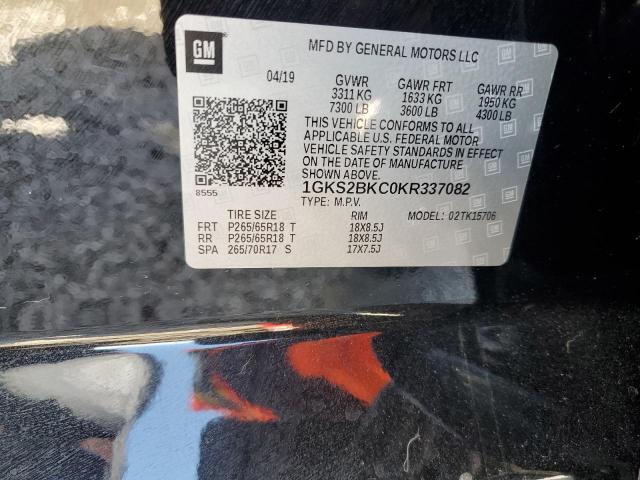 GM
MFD BY GENERAL MOTORS LLC
04/19 GVWR GAWR FRT GAWR RR
3311 KG 1633 KG 1950 KG
7300 LB 3600 LB 4300 LB
THIS VEHICLE CONFORMS TO ALL
APPLICABLE U.S. FEDERAL MOTOR
VEHICLE SAFETY STANDARDS IN EFFECT
ON THE DATE OF MANUFACTURE
SHOWN ABOVE.
8555 1GKS2BKC0KR337082
TYPE: M.P.V.
TIRE SIZE RIM MODEL: 02TK15706
FRT P265/65R18 T 18X8.5J
RR P265/65R18 T 18X8.5J
SPA 265/70R17 S 17X7.5J